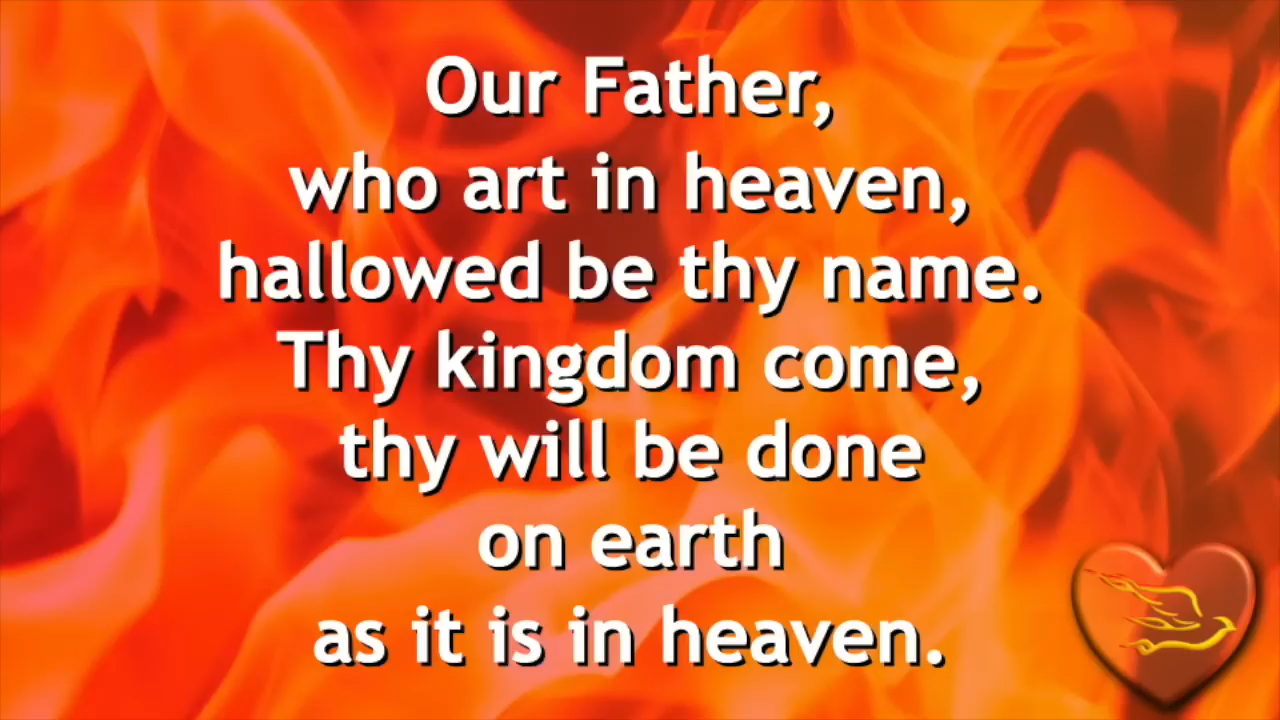 Our Father,
who art in heaven,
hallowed be thy name.
Thy kingdom come,
thy will be done
on earth
as it is in heaven.